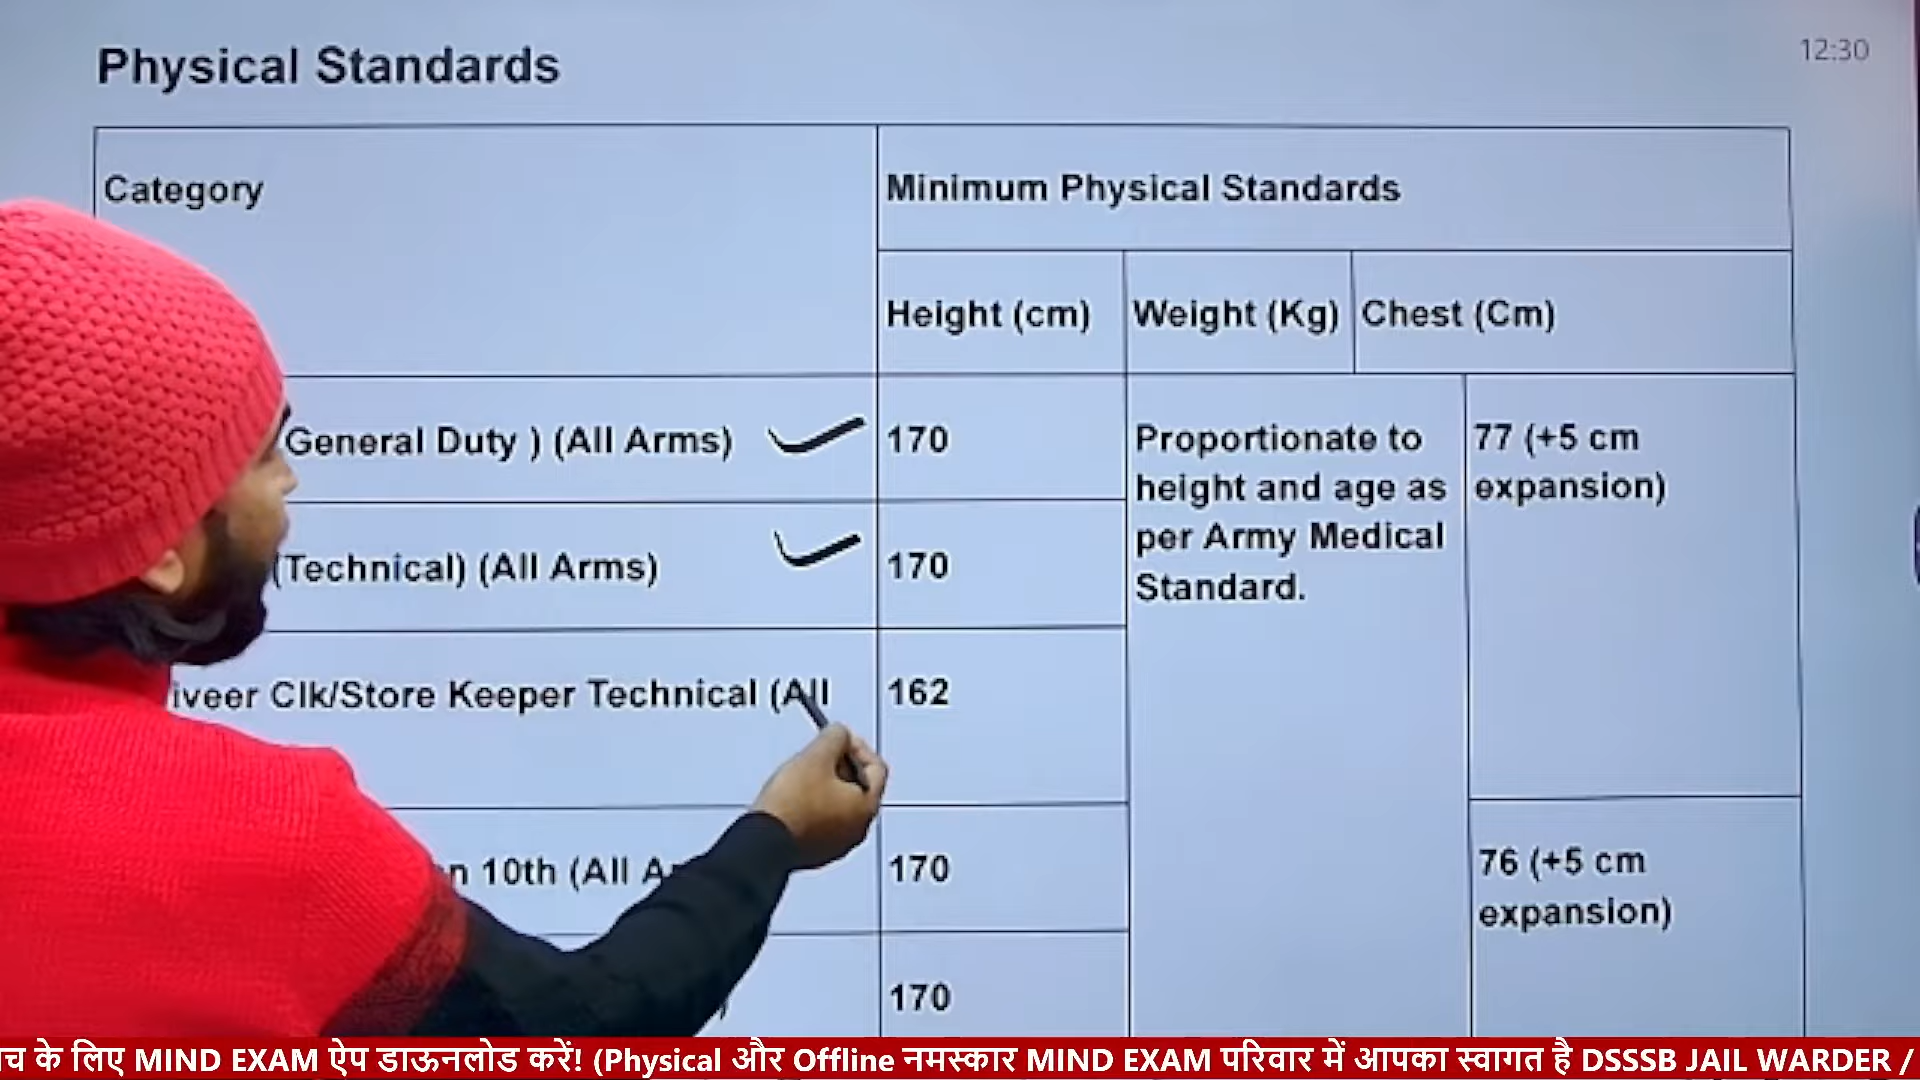 Physical Standards
12:30
Category
Minimum Physical Standards
Height (cm)
Weight (Kg)
Chest (Cm)
General Duty ) (All Arms)
170
Proportionate to
height and age as
per Army Medical
Standard.
77 (+5 cm
expansion)
(Technical) (All Arms)
170
iveer Clk/Store Keeper Technical (All
162
10th (All
170
76 (+5 cm
expansion)
170
के लिए MIND EXAM ऐप डाऊनलोड करें! (Physical और Offline नमस्कार MIND EXAM परिवार में आपका स्वागत है DSSSB JAIL WARDER /